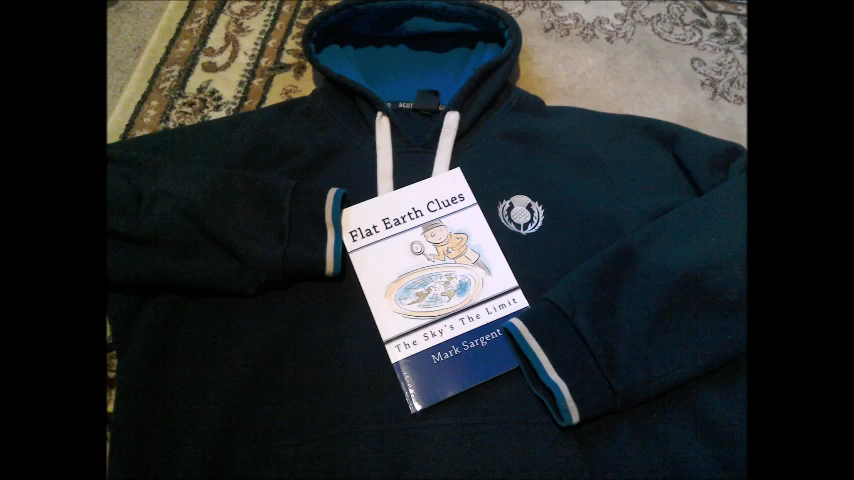 Flat Earth Clues
The Sky's The Limit
Mark Sargent